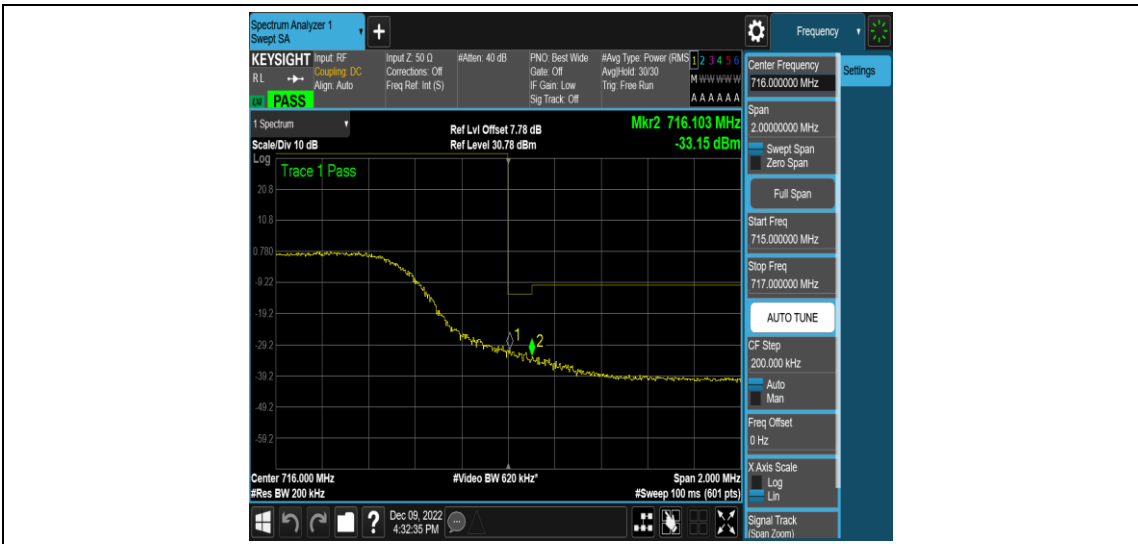 Spectrum Analyzer 1
Swept SA
+
Frequency
KEYSIGHT
RL
PASS
Input: RF
Coupling: DC
Align: Auto
Input Z: 50 Ω
Corrections: Off
Freq Ref: Int (S)
#Atten: 40 dB
PNO: Best Wide
Gate: Off
IF Gain: Low
Sig Track: Off
#Avg Type: Power (RMS
Avg|Hold: 30/30
Trig: Free Run
1 2 3 4 5 6
M W W W W W
A A A A A A
1 Spectrum
Scale/Div 10 dB
Ref Lvl Offset 7.78 dB
Ref Level 30.78 dBm
Mkr2 716.103 MHz
-33.15 dBm
Log
Trace 1 Pass
20.8
10.8
0.780
-9.22
-19.2
-29.2
-39.2
-49.2
-59.2
1
2
Center 716.000 MHz
#Res BW 200 kHz
#Video BW 620 kHz*
Span 2.000 MHz
#Sweep 100 ms (601 pts)
Center Frequency
716.000000 MHz
Settings
Span
2.00000000 MHz
Swept Span
Zero Span
Full Span
Start Freq
715.000000 MHz
Stop Freq
717.000000 MHz
AUTO TUNE
CF Step
200.000 kHz
Auto
Man
Freq Offset
0 Hz
X Axis Scale
Log
Lin
Signal Track
(Span Zoom)
?
Dec 09, 2022
4:32:35 PM